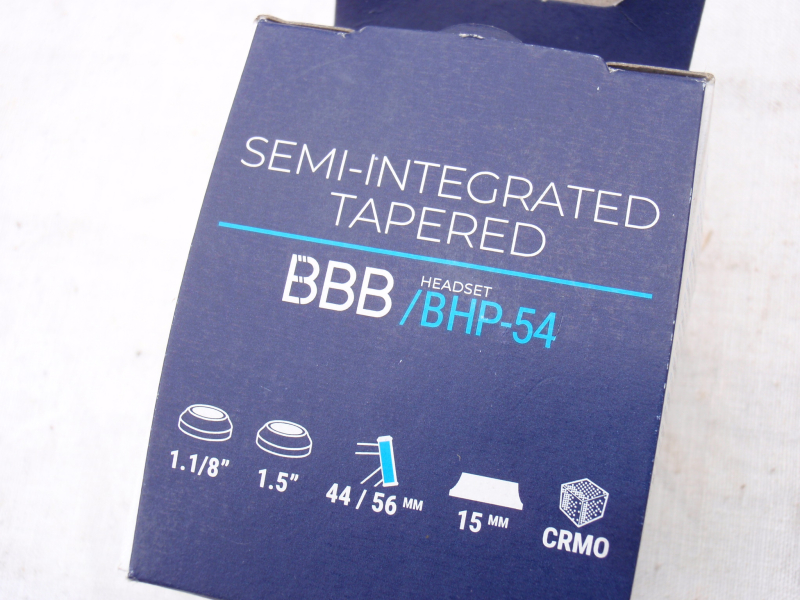 SEMI-INTEGRATED
TAPERED
BBB HEADSET
/BHP-54
1.1/8" 1.5" 44 / 56 MM 15 MM CRMO